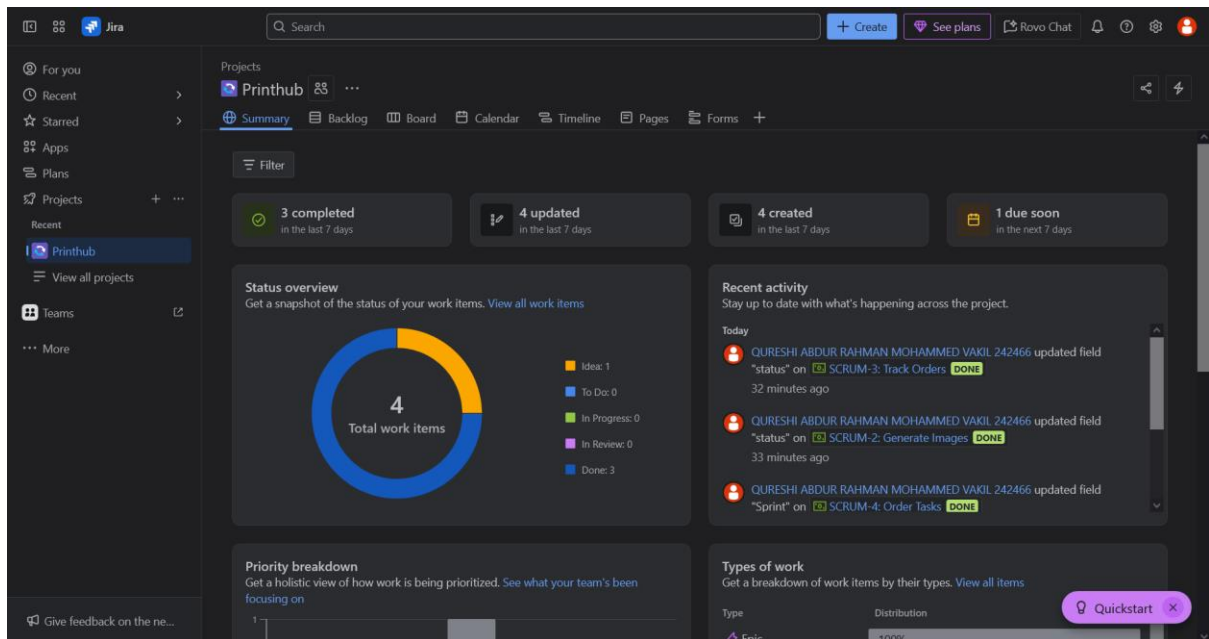 Jira
Search
Create
See plans
Rovo Chat
For you
Recent
Starred
Apps
Plans
Projects
Recent
Printhub
View all projects
Teams
More
Give feedback on the ne...
Projects
Printhub
Summary
Backlog
Board
Calendar
Timeline
Pages
Forms
Filter
3 completed
in the last 7 days
4 updated
in the last 7 days
4 created
in the last 7 days
1 due soon
in the next 7 days
Status overview
Get a snapshot of the status of your work items. View all work items
4
Total work items
Idea: 1
To Do: 0
In Progress: 0
In Review: 0
Done: 3
Recent activity
Stay up to date with what's happening across the project.
Today
QURESHI ABDUR RAHMAN MOHAMMED VAKIL 242466 updated field
"status" on SCRUM-3: Track Orders DONE
32 minutes ago
QURESHI ABDUR RAHMAN MOHAMMED VAKIL 242466 updated field
"status" on SCRUM-2: Generate Images DONE
33 minutes ago
QURESHI ABDUR RAHMAN MOHAMMED VAKIL 242466 updated field
"Sprint" on SCRUM-4: Order Tasks DONE
Priority breakdown
Get a holistic view of how work is being prioritized. See what your team's been
focusing on
1
Types of work
Get a breakdown of work items by their types. View all items
Type Distribution
Epic 100%
Quickstart